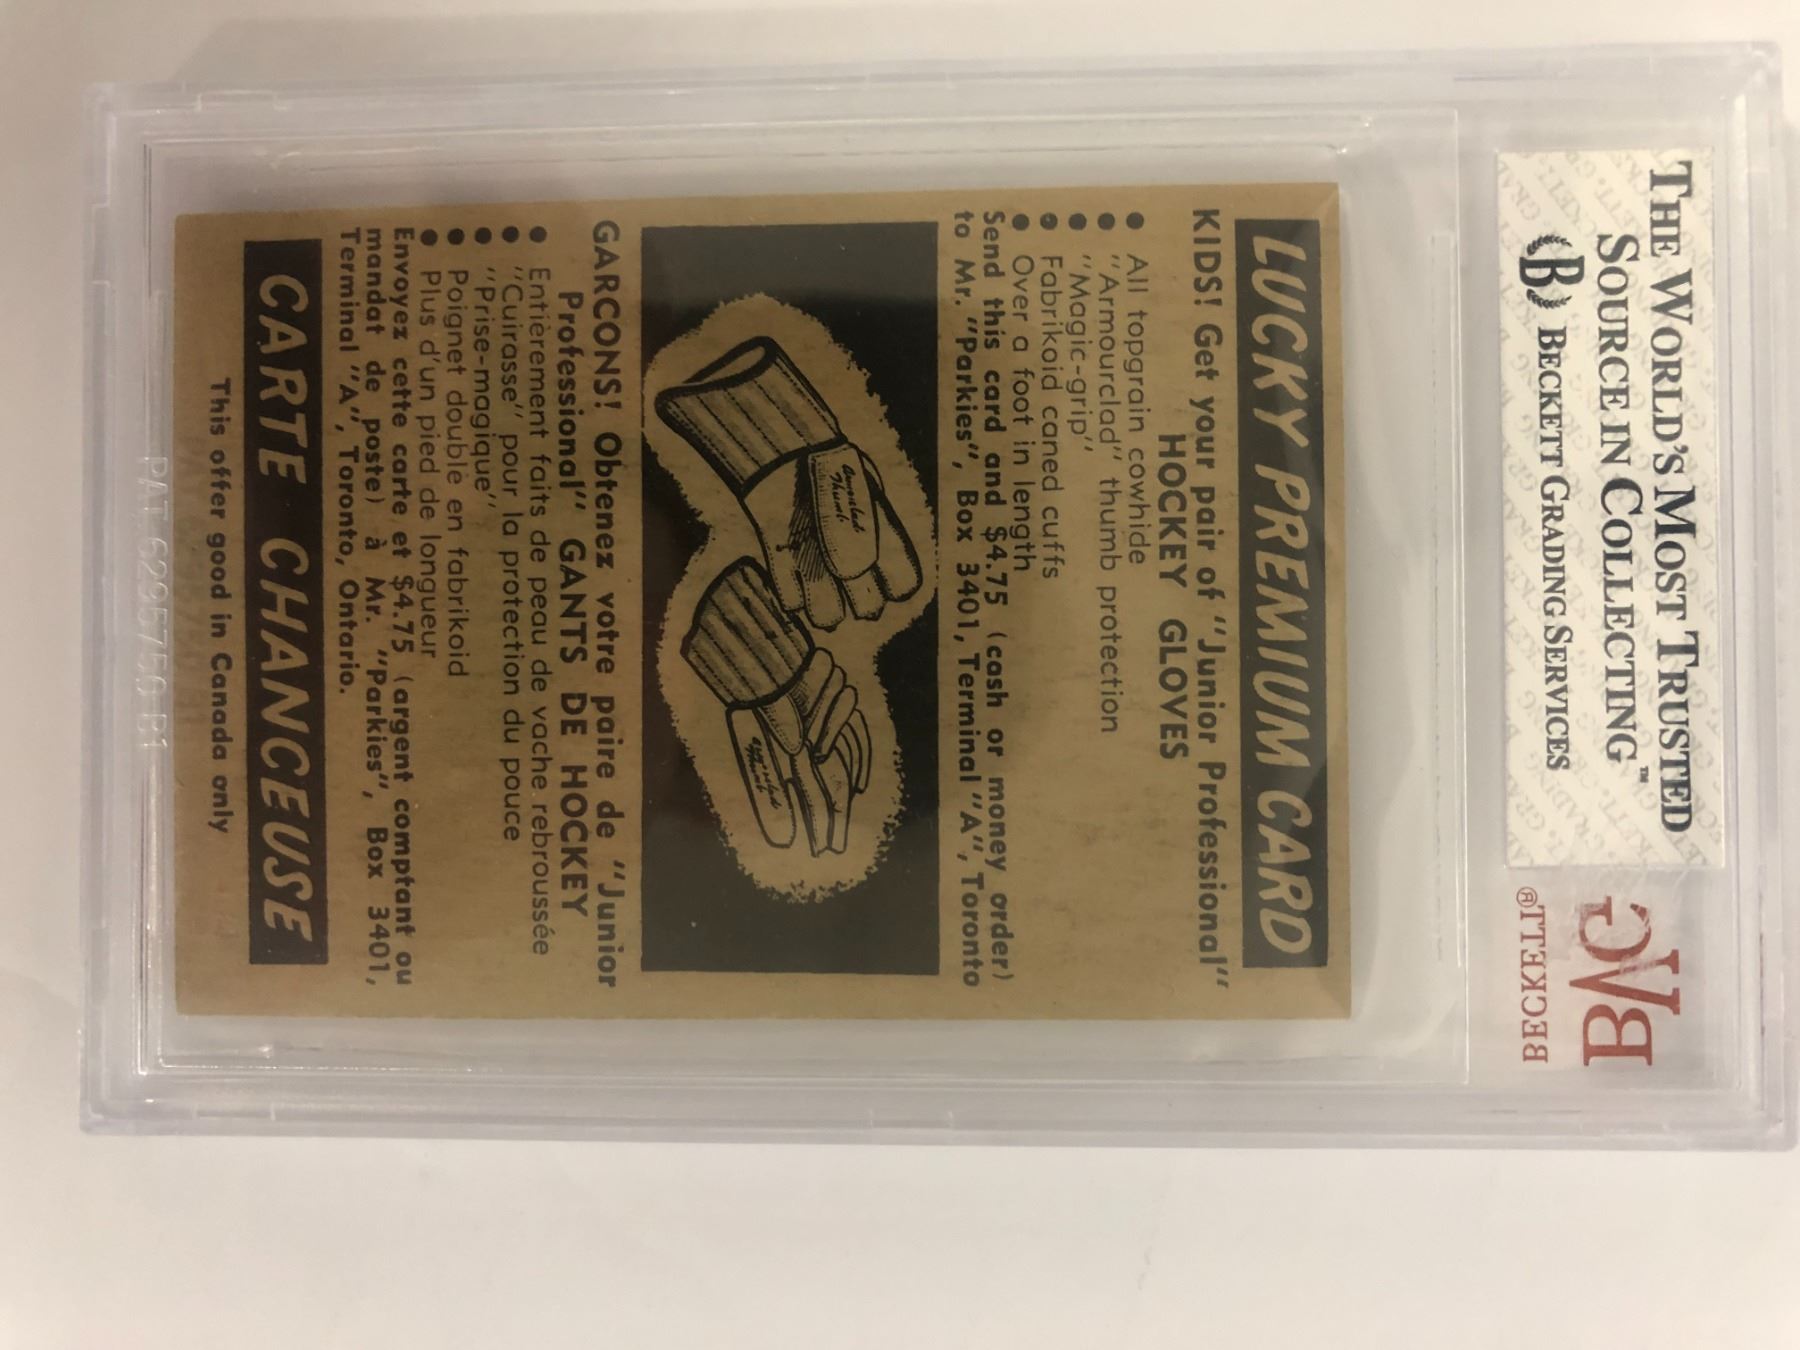 THE WORLD'S MOST TRUSTED
SOURCE IN COLLECTING™
B BECKETT GRADING SERVICES
BVG
BECKETT®
LUCKY PREMIUM CARD
KIDS! Get your pair of "Junior Professional"
HOCKEY GLOVES
• All topgrain cowhide
• "Armourclad" thumb protection
• "Magic-grip"
• Fabrikoid caned cuffs
• Over a foot in length
Send this card and $4.75 (cash or money order)
to Mr. "Parkies", Box 3401, Terminal "A", Toronto
Armourclad
Thumb
Armourclad
Thumb
GARCONS! Obtenez votre paire de "Junior
Professional" GANTS DE HOCKEY
• Entièrement faits de peau de vache rebroussée
• "Cuirasse" pour la protection du pouce
• "Prise-magique"
• Poignet double en fabrikoid
• Plus d'un pied de longueur
Envoyez cette carte et $4.75 (argent comptant ou
mandat de poste) à Mr. "Parkies", Box 3401,
Terminal "A", Toronto, Ontario.
CARTE CHANCEUSE
This offer good in Canada only